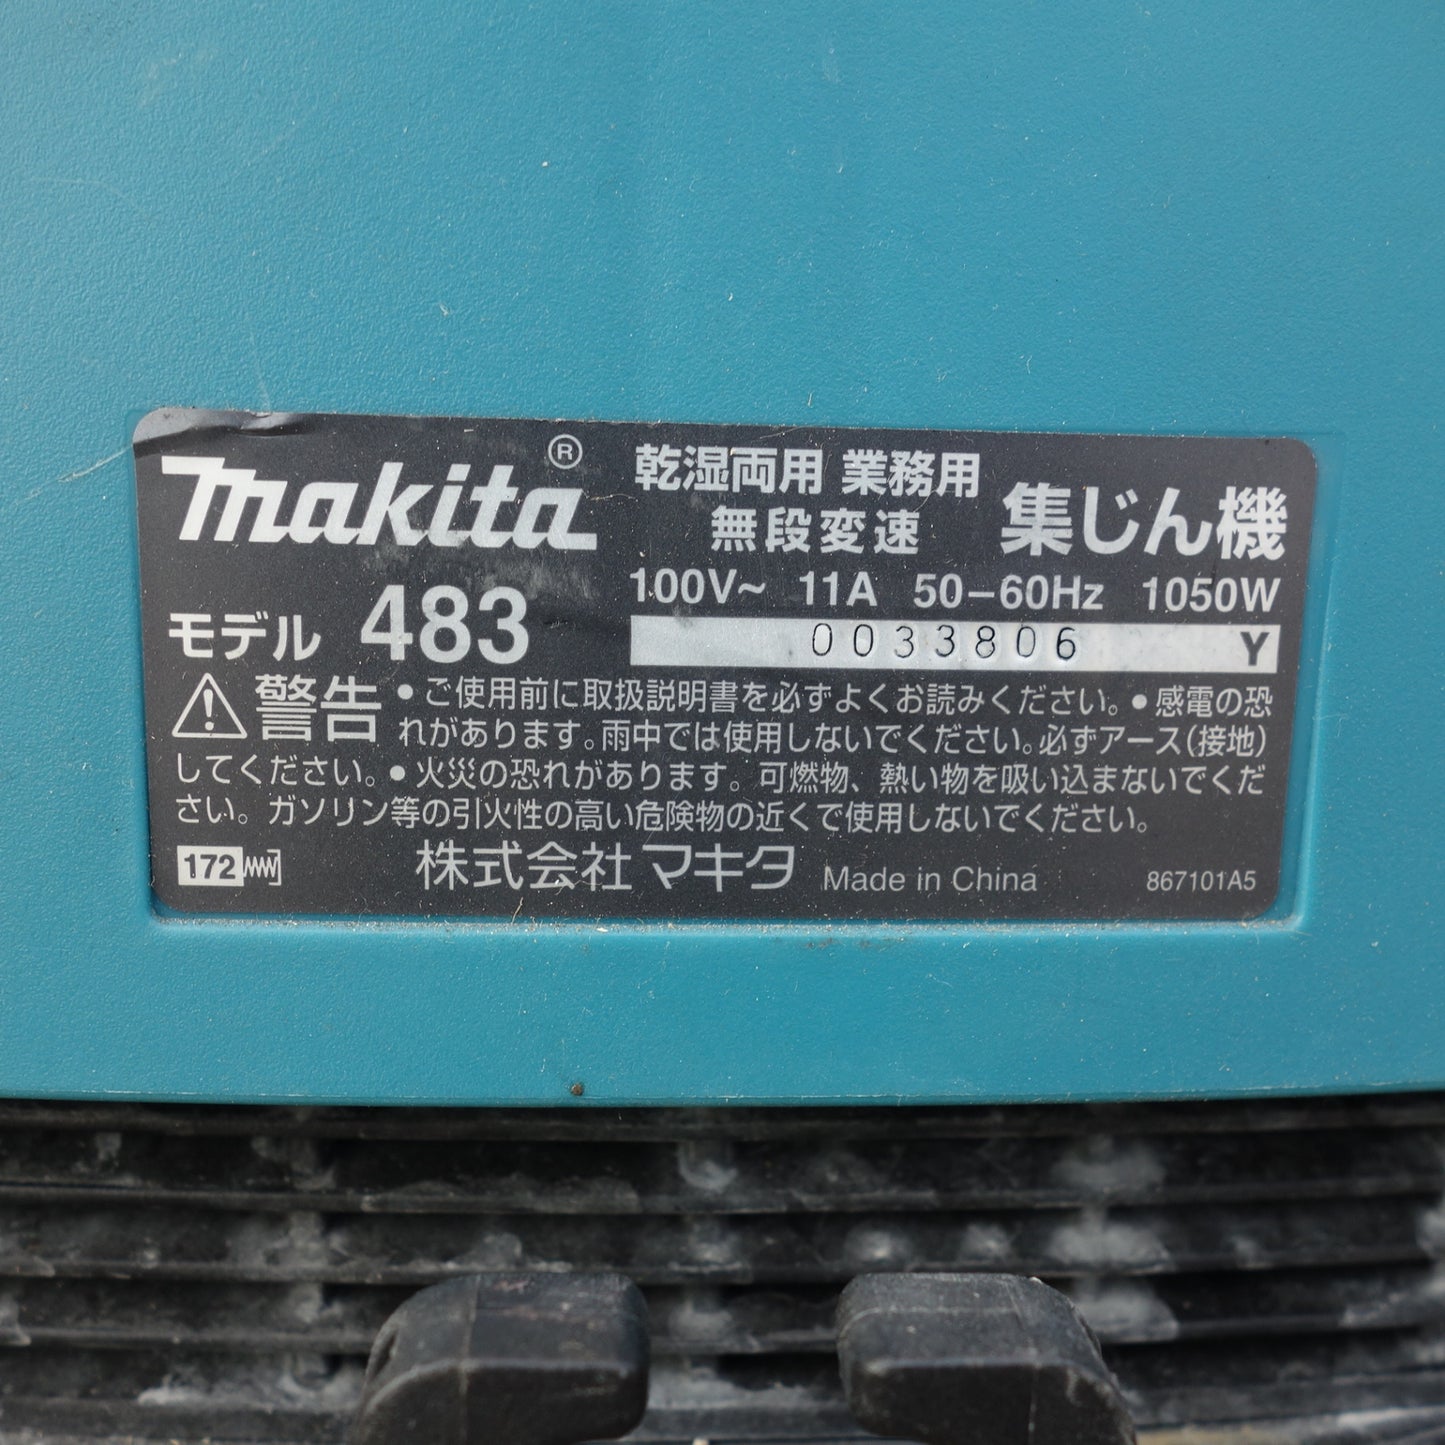 makita®
乾湿両用 業務用
無段変速
集じん機
100V～ 11A 50－60Hz 1050W
モデル 483
0033806 Y
警告 ●ご使用前に取扱説明書を必ずよくお読みください。●感電の恐
れがあります。雨中では使用しないでください。必ずアース(接地)
してください。●火災の恐れがあります。可燃物、熱い物を吸い込まないでくだ
さい。ガソリン等の引火性の高い危険物の近くで使用しないでください。
172
株式会社 マキタ Made in China 867101A5